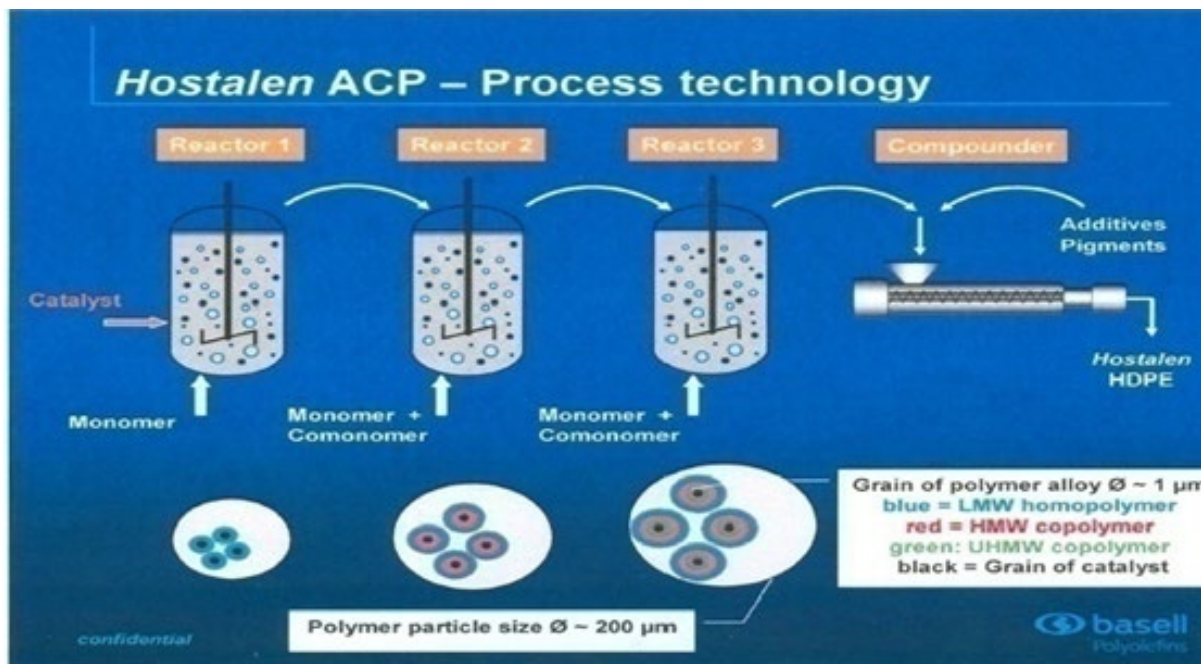 Hostalen ACP – Process technology
Reactor 1
Reactor 2
Reactor 3
Compounder
Additives
Pigments
Catalyst
Hostalen
HDPE
Monomer
Monomer +
Comonomer
Monomer +
Comonomer
Grain of polymer alloy Ø ~ 1 µm
blue = LMW homopolymer
red = HMW copolymer
green: UHMW copolymer
black = Grain of catalyst
Polymer particle size Ø ~ 200 µm
confidential
basell
Polyolefins